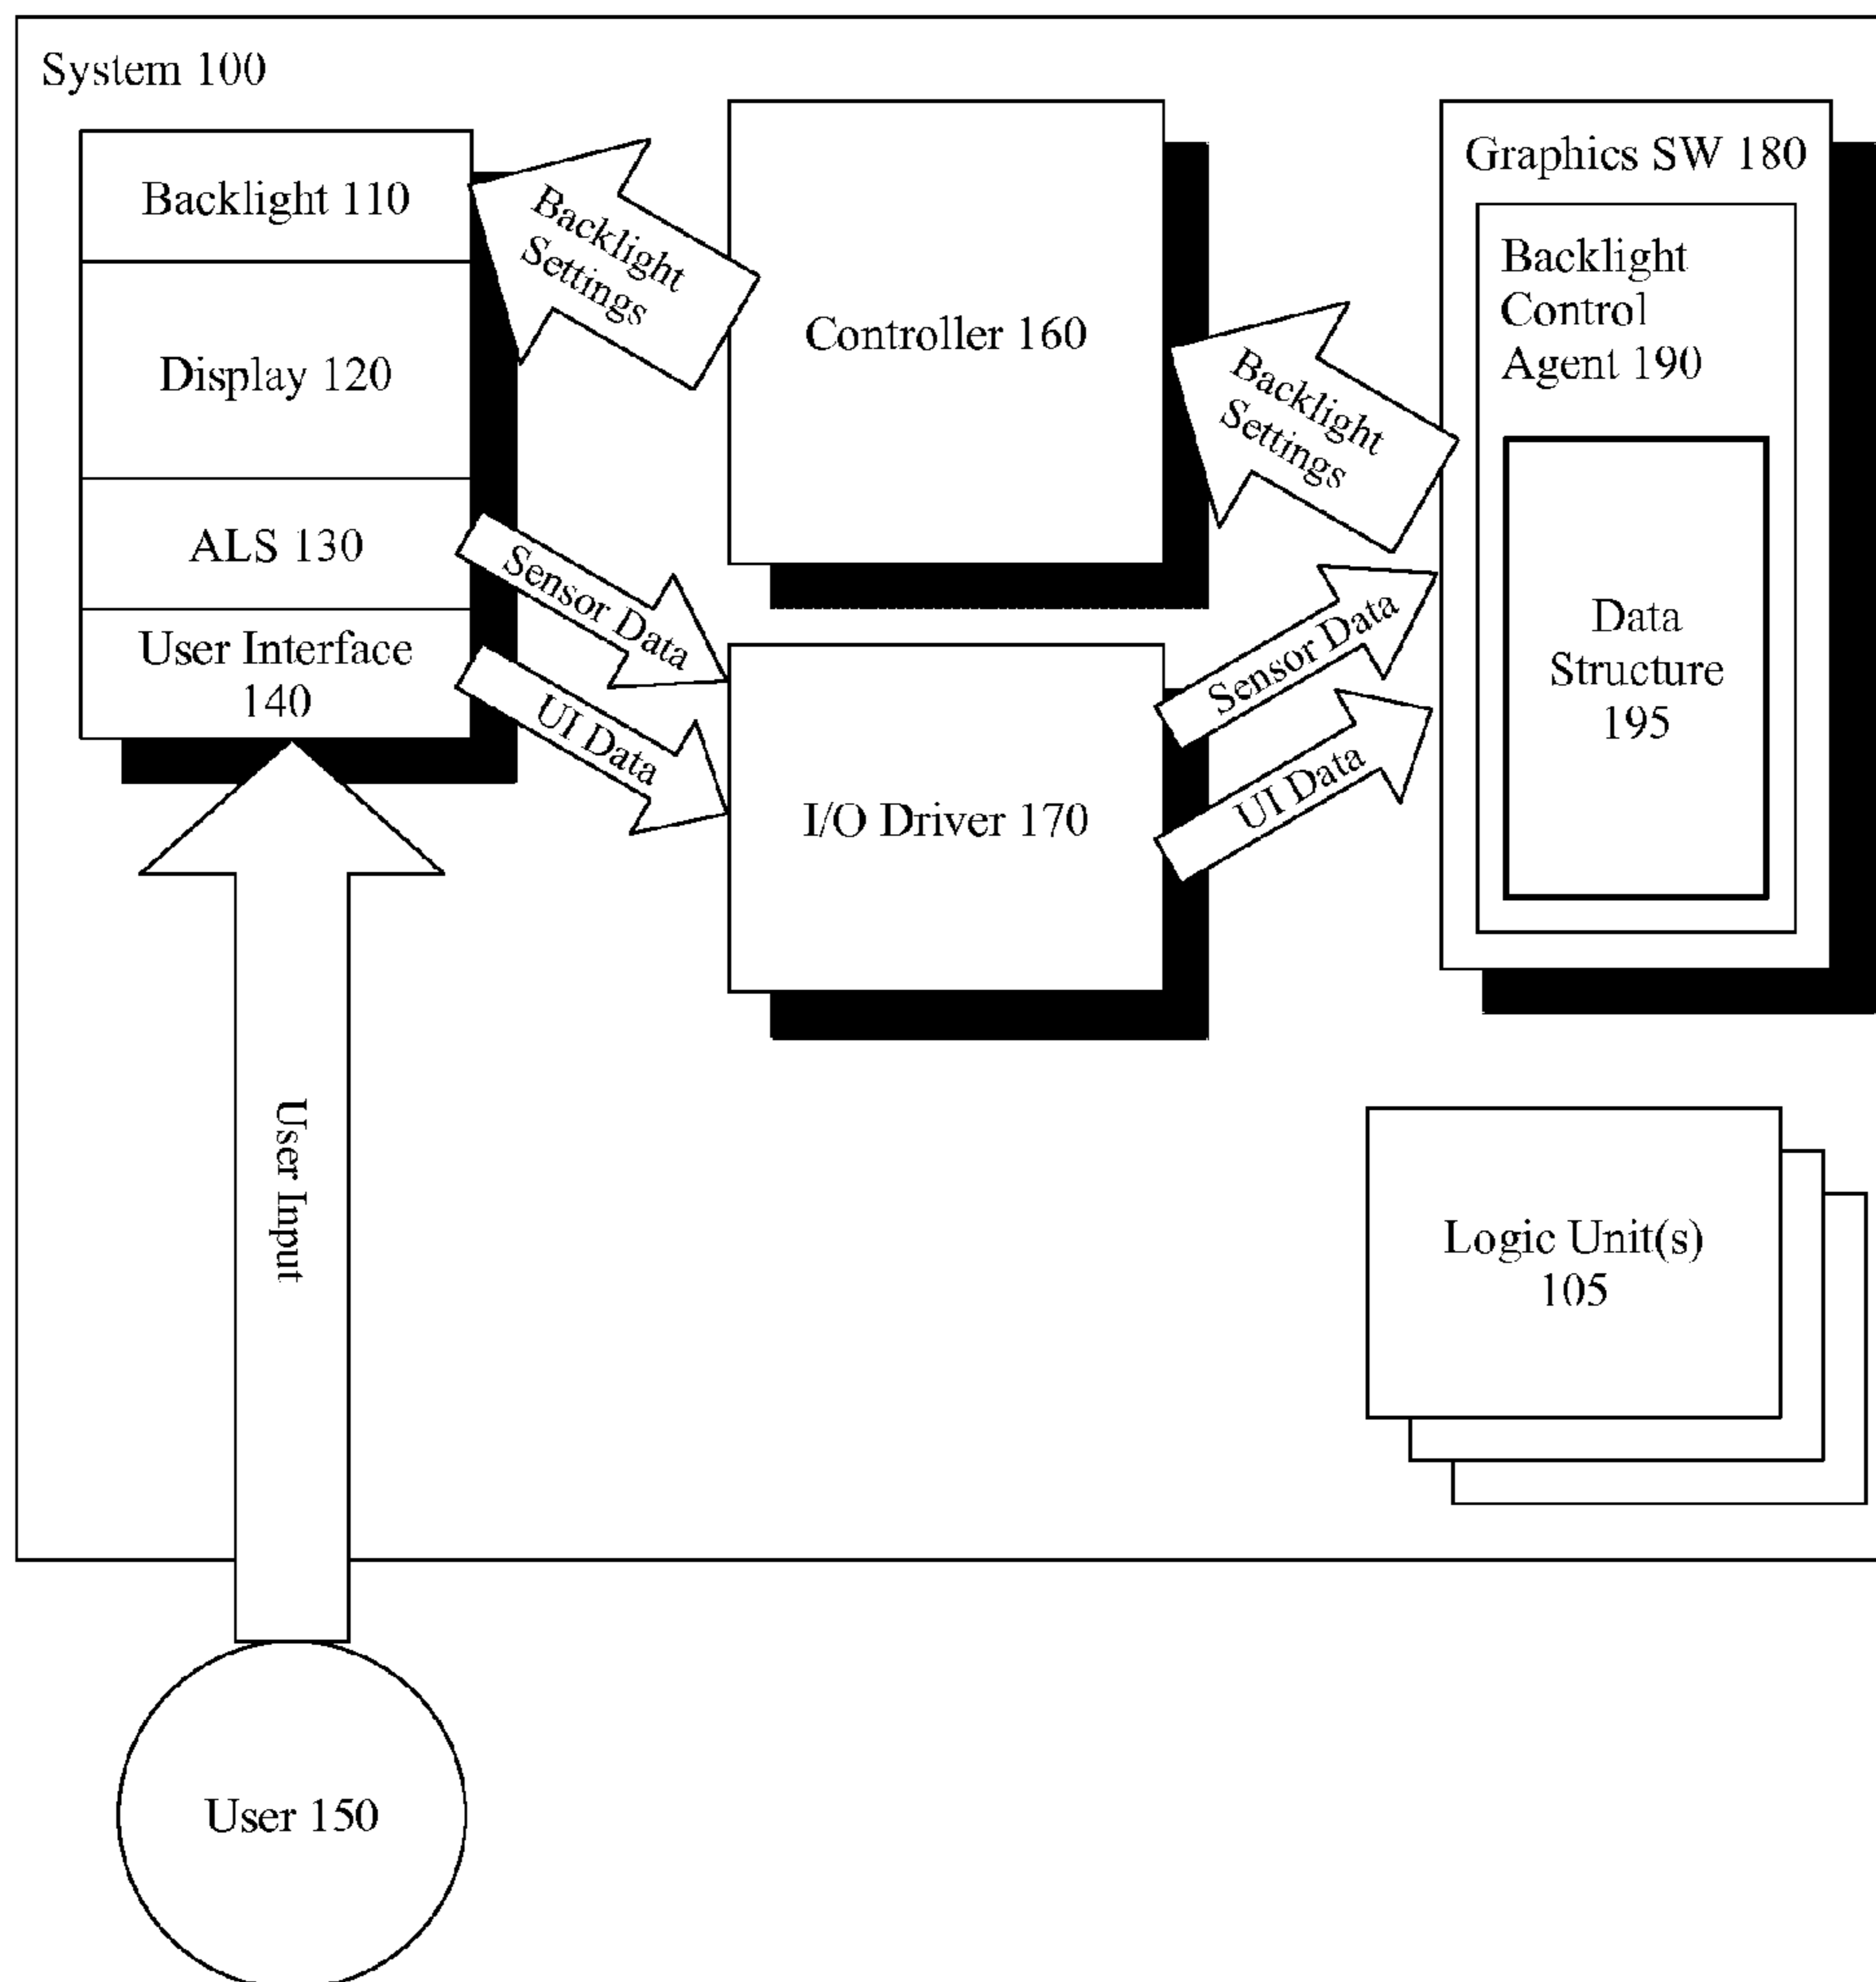 System 100
Backlight 110
Display 120
ALS 130
User Interface
140
Backlight
Settings
Controller 160
Backlight
Settings
Graphics SW 180
Backlight
Control
Agent 190
Data
Structure
195
Sensor Data
UI Data
I/O Driver 170
Sensor Data
UI Data
User Input
Logic Unit(s)
105
User 150